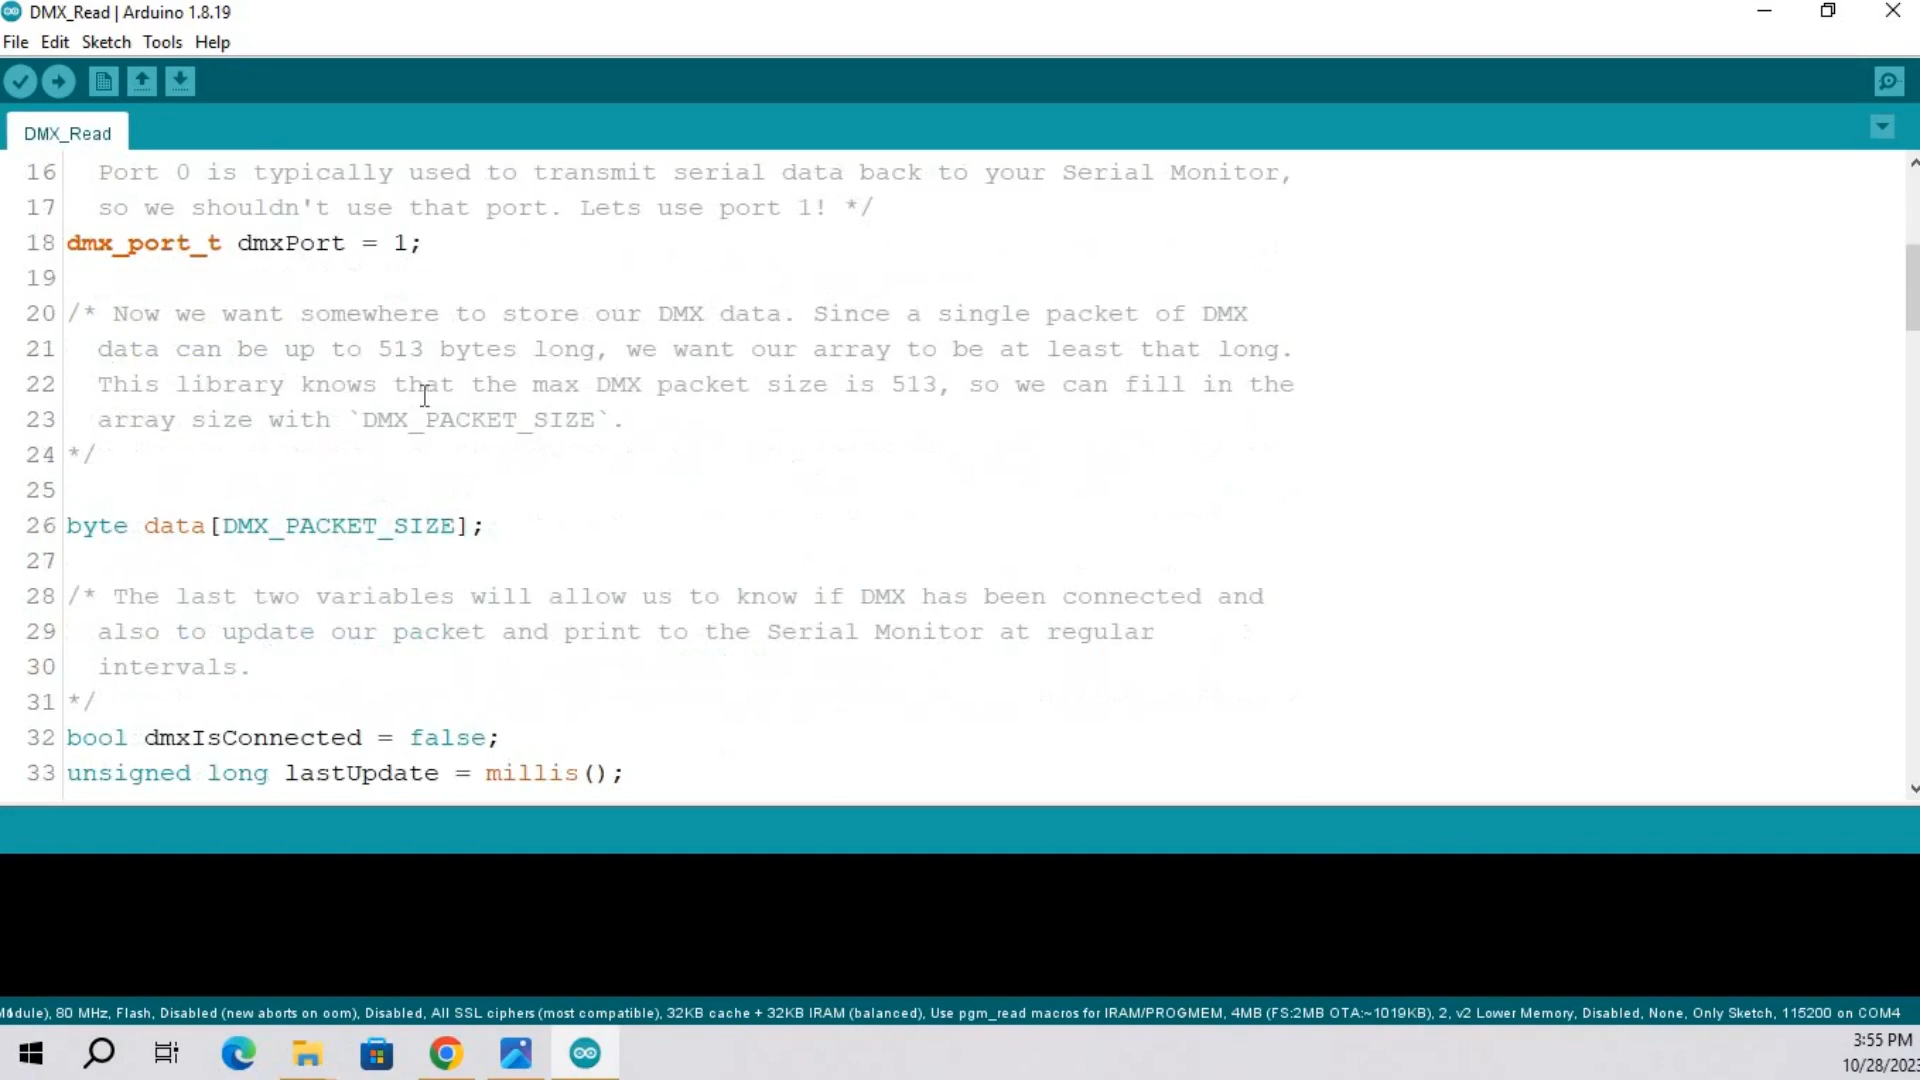 DMX_Read | Arduino 1.8.19
File Edit Sketch Tools Help
DMX_Read
16 Port 0 is typically used to transmit serial data back to your Serial Monitor,
17 so we shouldn't use that port. Lets use port 1! */
18 dmx_port_t dmxPort = 1;
19
20 /* Now we want somewhere to store our DMX data. Since a single packet of DMX
21 data can be up to 513 bytes long, we want our array to be at least that long.
22 This library knows that the max DMX packet size is 513, so we can fill in the
23 array size with `DMX_PACKET_SIZE`.
24 */
25
26 byte data[DMX_PACKET_SIZE];
27
28 /* The last two variables will allow us to know if DMX has been connected and
29 also to update our packet and print to the Serial Monitor at regular
30 intervals.
31 */
32 bool dmxIsConnected = false;
33 unsigned long lastUpdate = millis();
80 MHz, Flash, Disabled (new aborts on oom), Disabled, All SSL ciphers (most compatible), 32KB cache + 32KB IRAM (balanced), Use pgm_read macros for IRAM/PROGMEM, 4MB (FS:2MB OTA:~1019KB), 2, v2 Lower Memory, Disabled, None, Only Sketch, 115200 on COM4
3:55 PM
10/28/2023